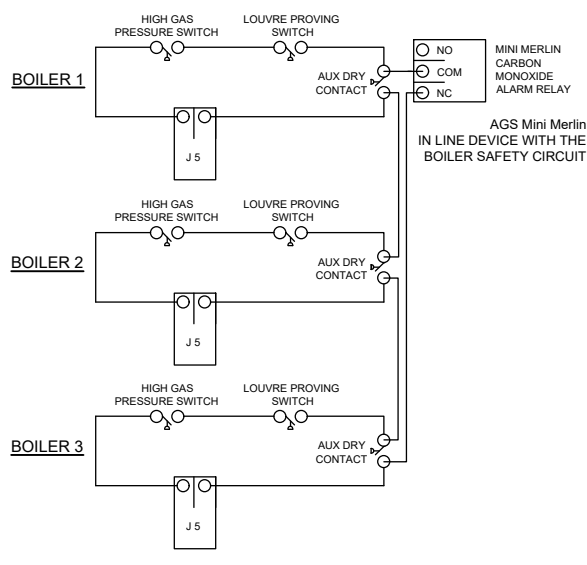 HIGH GAS
PRESSURE SWITCH
LOUVRE PROVING
SWITCH
BOILER 1
AUX DRY
CONTACT
J 5
NO
COM
NC
MINI MERLIN
CARBON
MONOXIDE
ALARM RELAY
AGS Mini Merlin
IN LINE DEVICE WITH THE
BOILER SAFETY CIRCUIT
HIGH GAS
PRESSURE SWITCH
LOUVRE PROVING
SWITCH
BOILER 2
AUX DRY
CONTACT
J 5
HIGH GAS
PRESSURE SWITCH
LOUVRE PROVING
SWITCH
BOILER 3
AUX DRY
CONTACT
J 5